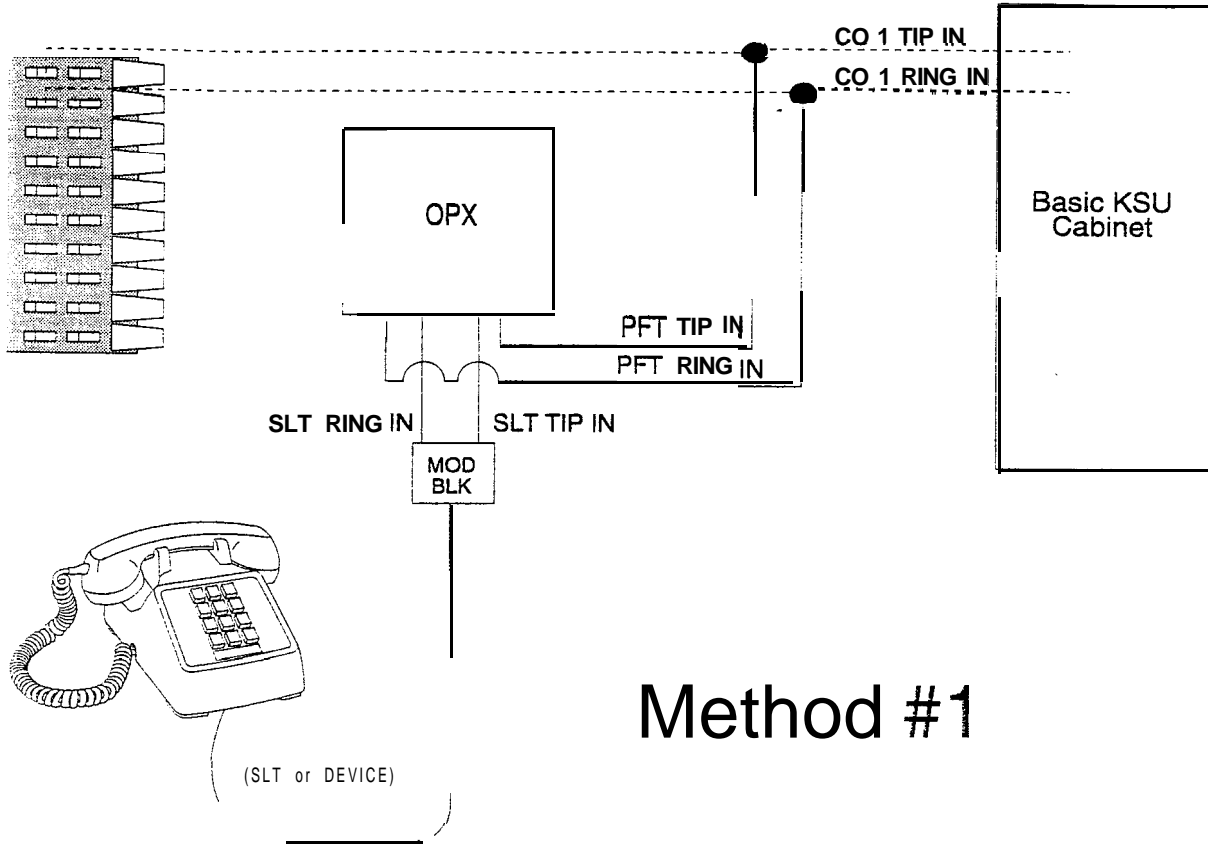 CO 1 TIP IN
CO 1 RING IN
OPX
Basic KSU
Cabinet
PFT TIP IN
PFT RING IN
SLT RING IN
SLT TIP IN
MOD
BLK
Method #1
(SLT or DEVICE)